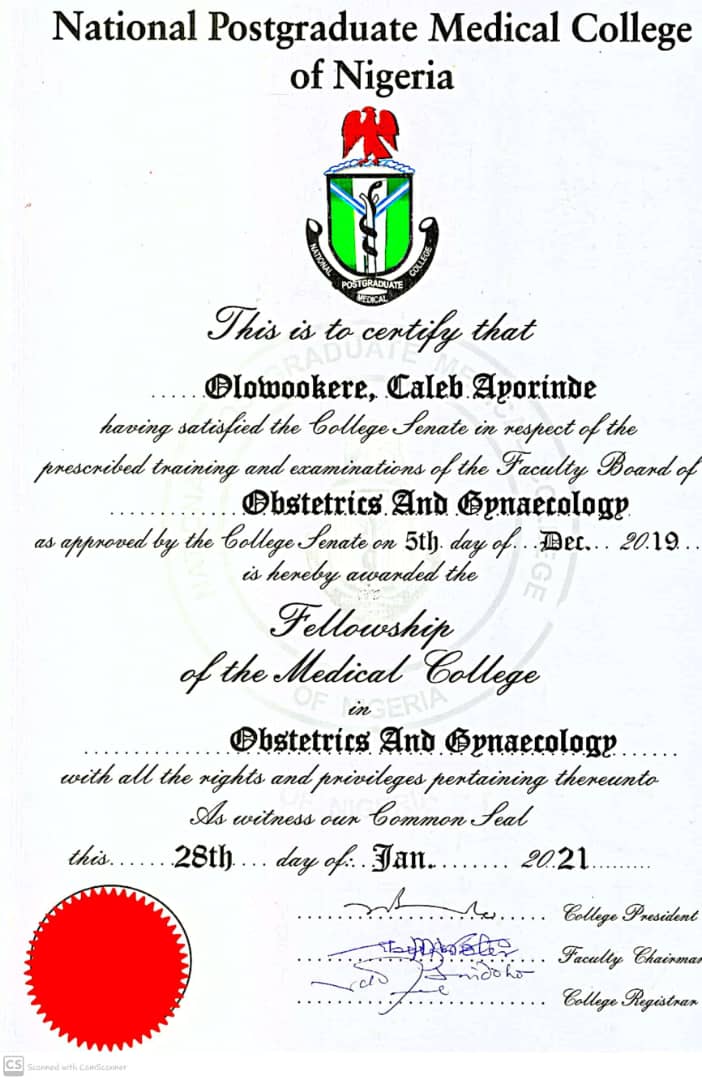 National Postgraduate Medical College
of Nigeria
NATIONAL POSTGRADUATE MEDICAL COLLEGE
This is to certify that
......Olowookere, Caleb Ayorinde
having satisfied the College Senate in respect of the
prescribed training and examinations of the Faculty Board of
..............Obstetrics And Gynaecology
as approved by the College Senate on 5th day of...Dec... 2019...
is hereby awarded the
Fellowship
of the Medical College
in
...............Obstetrics And Gynaecology......
with all the rights and privileges pertaining thereunto
As witness our Common Seal
this.......28th.... day of:..Jan......... 2021.........
College President
Faculty Chairman
College Registrar
CS Scanned with CamScanner